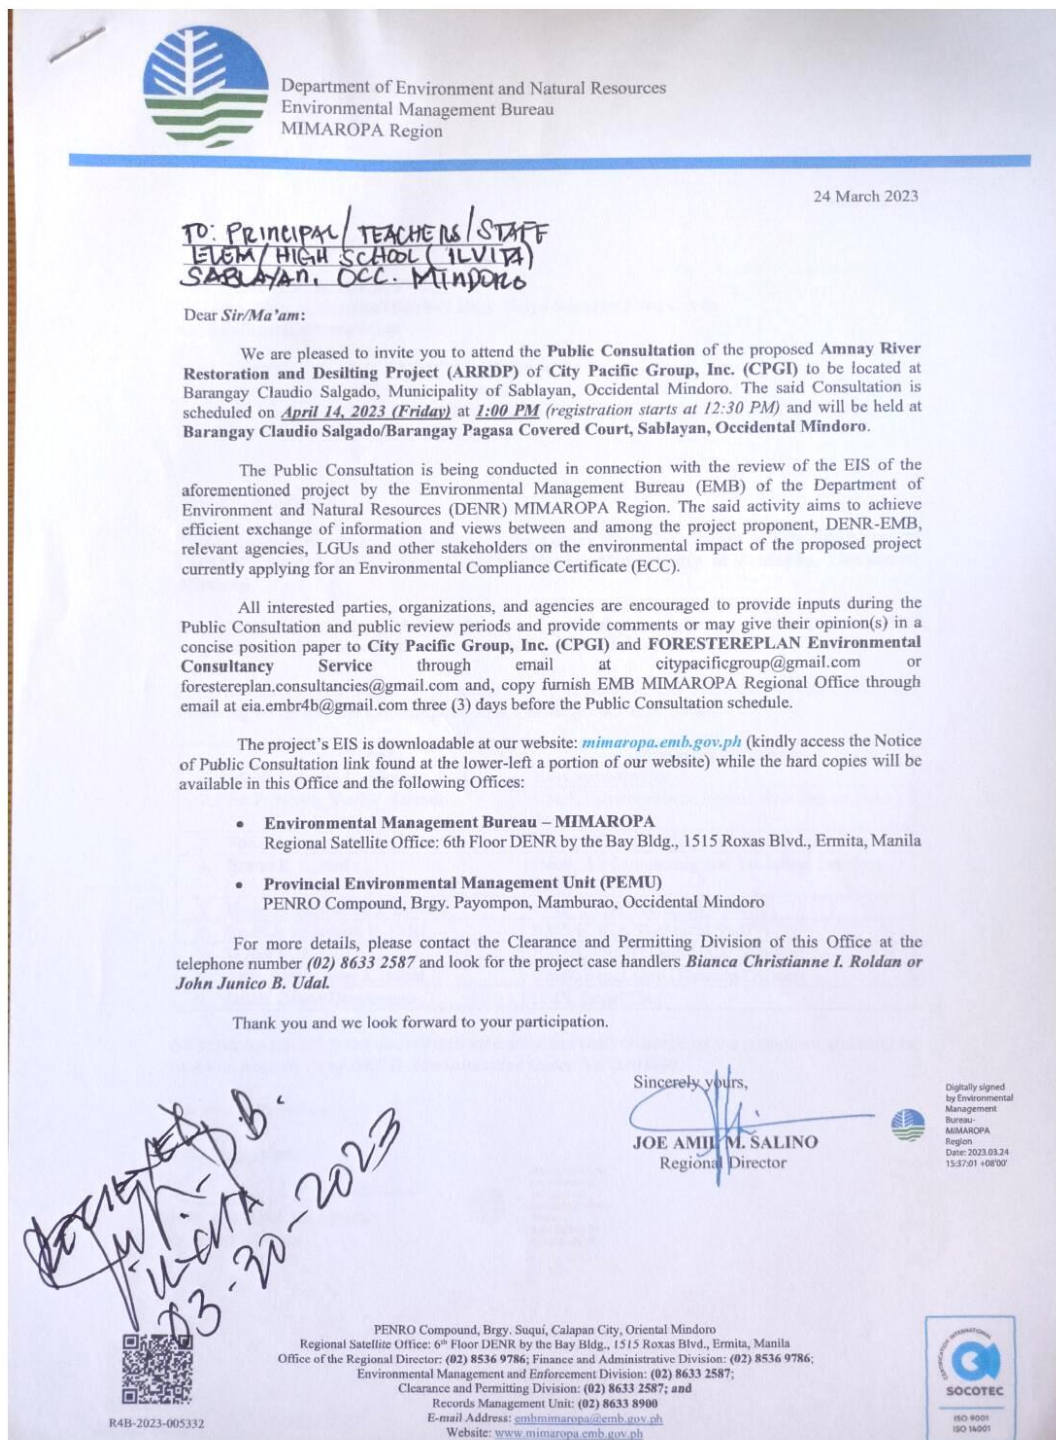 Department of Environment and Natural Resources
Environmental Management Bureau
MIMAROPA Region
24 March 2023
TO: PRINCIPAL/TEACHERS/STAFF
ELEM/HIGH SCHOOL (ILVITA)
SABLAYAN, OCC. MINDORO
Dear Sir/Ma'am:
We are pleased to invite you to attend the Public Consultation of the proposed Amnay River
Restoration and Desilting Project (ARRDP) of City Pacific Group, Inc. (CPGI) to be located at
Barangay Claudio Salgado, Municipality of Sablayan, Occidental Mindoro. The said Consultation is
scheduled on April 14, 2023 (Friday) at 1:00 PM (registration starts at 12:30 PM) and will be held at
Barangay Claudio Salgado/Barangay Pagasa Covered Court, Sablayan, Occidental Mindoro.
The Public Consultation is being conducted in connection with the review of the EIS of the
aforementioned project by the Environmental Management Bureau (EMB) of the Department of
Environment and Natural Resources (DENR) MIMAROPA Region. The said activity aims to achieve
efficient exchange of information and views between and among the project proponent, DENR-EMB,
relevant agencies, LGUs and other stakeholders on the environmental impact of the proposed project
currently applying for an Environmental Compliance Certificate (ECC).
All interested parties, organizations, and agencies are encouraged to provide inputs during the
Public Consultation and public review periods and provide comments or may give their opinion(s) in a
concise position paper to City Pacific Group, Inc. (CPGI) and FORESTEREPLAN Environmental
Consultancy Service through email at citypacificgroup@gmail.com or
forestereplan.consultancies@gmail.com and, copy furnish EMB MIMAROPA Regional Office through
email at eia.embr4b@gmail.com three (3) days before the Public Consultation schedule.
The project's EIS is downloadable at our website: mimaropa.emb.gov.ph (kindly access the Notice
of Public Consultation link found at the lower-left a portion of our website) while the hard copies will be
available in this Office and the following Offices:
• Environmental Management Bureau – MIMAROPA
Regional Satellite Office: 6th Floor DENR by the Bay Bldg., 1515 Roxas Blvd., Ermita, Manila
• Provincial Environmental Management Unit (PEMU)
PENRO Compound, Brgy. Payompon, Mamburao, Occidental Mindoro
For more details, please contact the Clearance and Permitting Division of this Office at the
telephone number (02) 8633 2587 and look for the project case handlers Bianca Christianne I. Roldan or
John Junico B. Udal.
Thank you and we look forward to your participation.
Sincerely yours,
JOE AMIL M. SALINO
Regional Director
Digitally signed
by Environmental
Management
Bureau-
MIMAROPA
Region
Date: 2023.03.24
15:37:01 +08'00'
03-30-2023
PENRO Compound, Brgy. Suqui, Calapan City, Oriental Mindoro
Regional Satellite Office: 6th Floor DENR by the Bay Bldg., 1515 Roxas Blvd., Ermita, Manila
Office of the Regional Director: (02) 8536 9786; Finance and Administrative Division: (02) 8536 9786;
Environmental Management and Enforcement Division: (02) 8633 2587;
Clearance and Permitting Division: (02) 8633 2587; and
Records Management Unit: (02) 8633 8900
E-mail Address: embmimaropa@emb.gov.ph
Website: www.mimaropa.emb.gov.ph
R4B-2023-005332
CERTIFICATION INTERNATIONAL
SOCOTEC
ISO 9001
ISO 14001